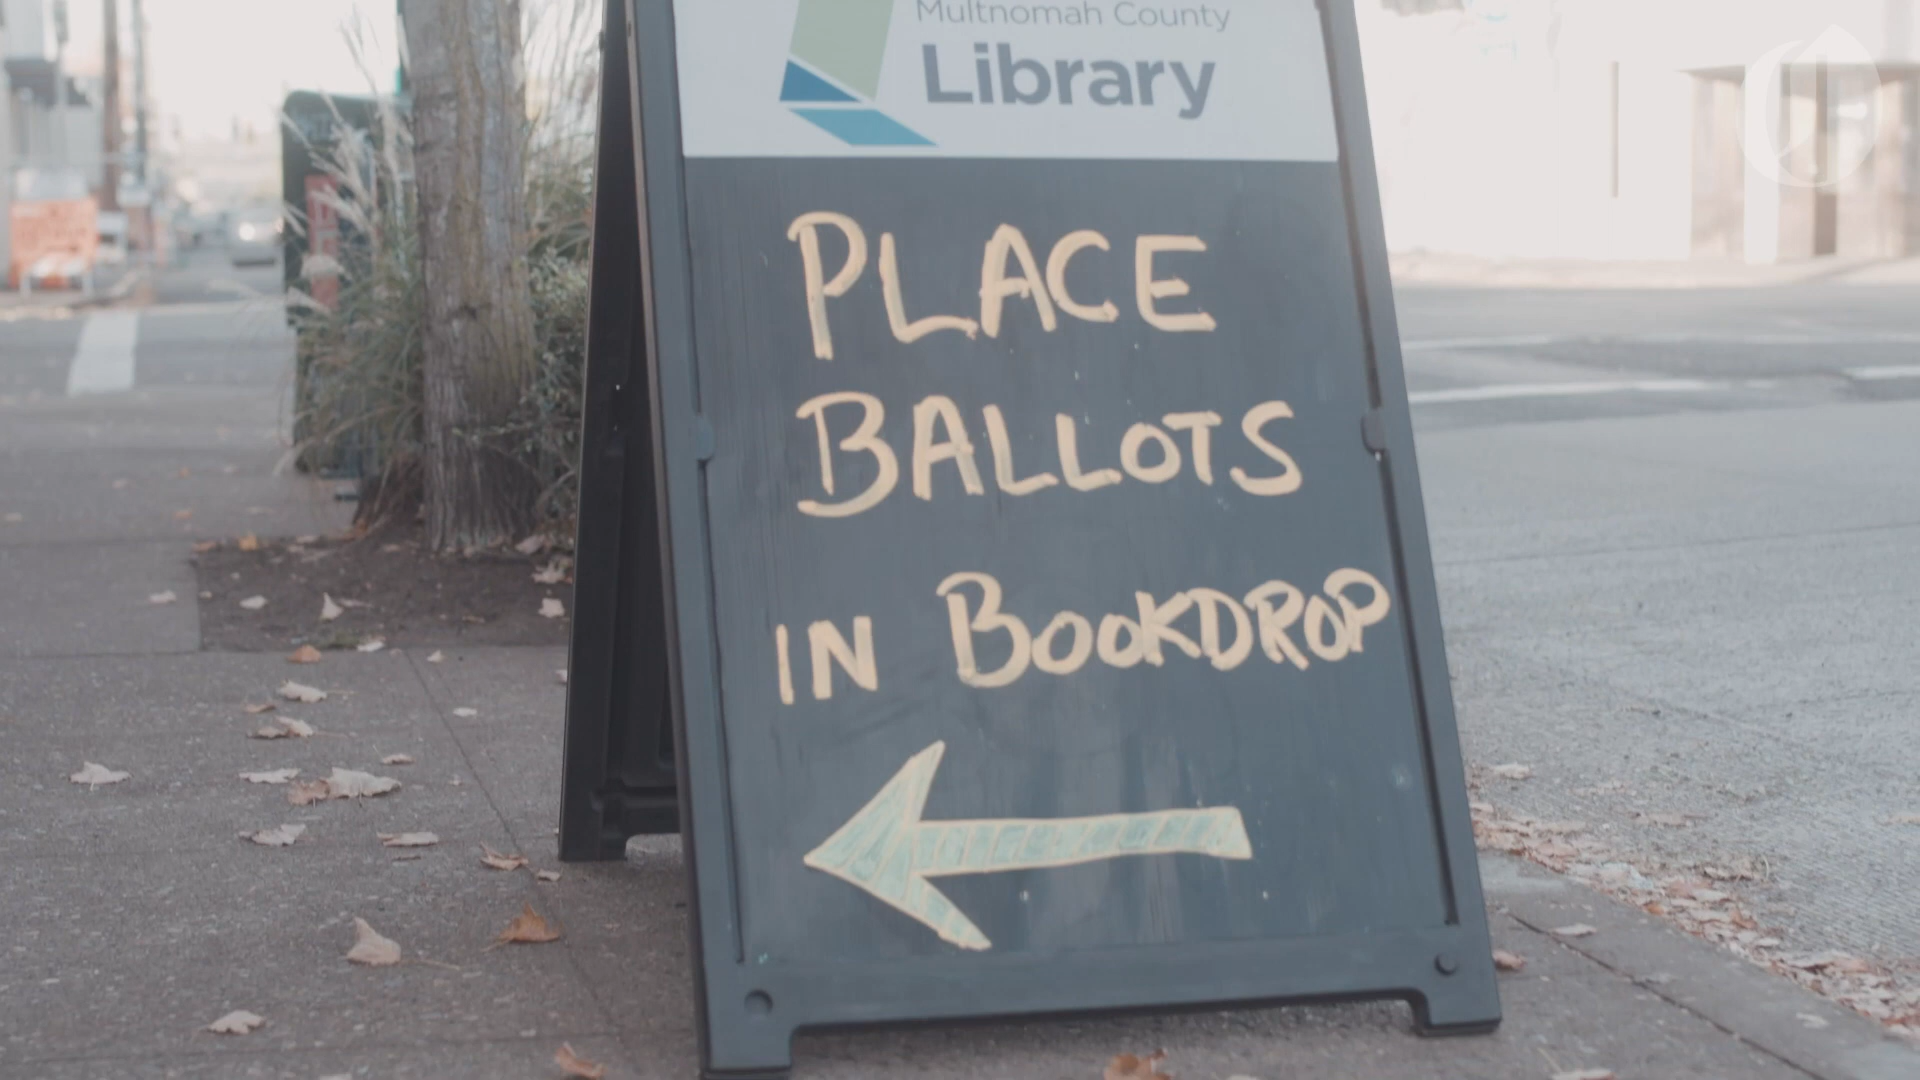 Multnomah County
Library
PLACE
BALLOTS
IN BOOKDROP